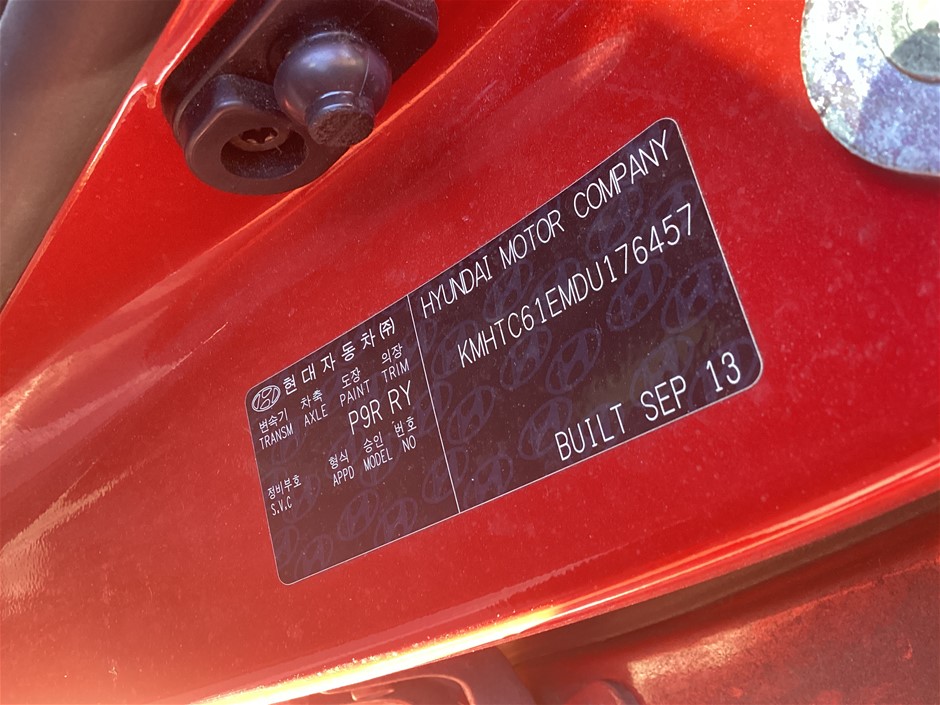 현대자동차(주)
변속기 차축 도장 의장
TRANSM AXLE PAINT TRIM
P9R RY
형식 승인 번호
정비부호 APPD MODEL NO
S.V.C
HYUNDAI MOTOR COMPANY
KMHTC61EMDU176457
BUILT SEP 13